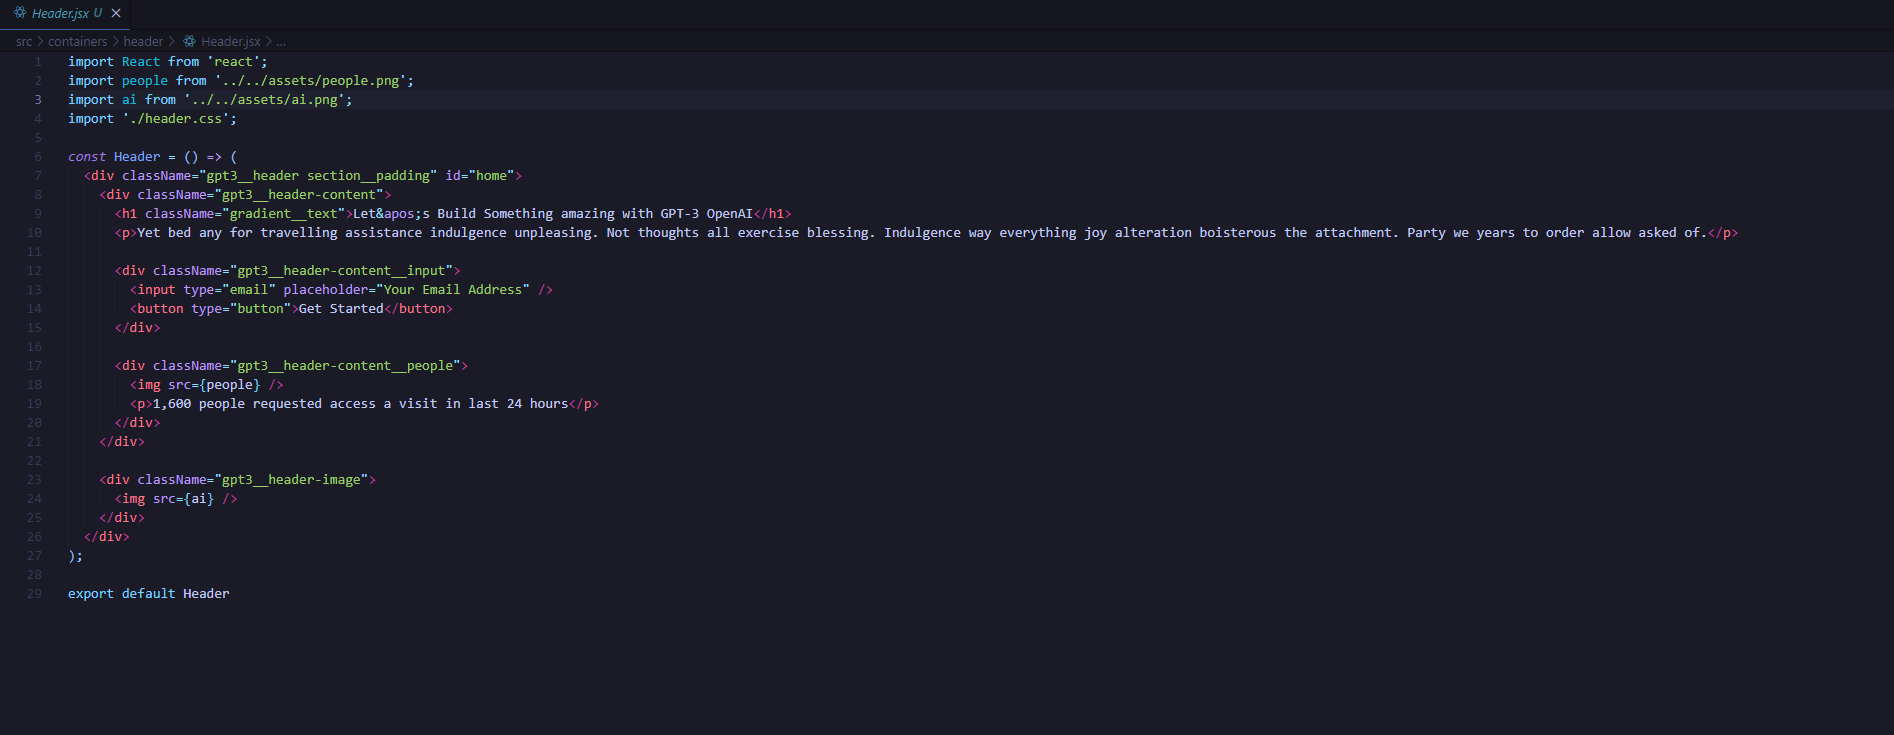 Header.jsx U
src > containers > header > Header.jsx > ...
1 import React from 'react';
2 import people from '../../assets/people.png';
3 import ai from '../../assets/ai.png';
4 import './header.css';
5
6 const Header = () => (
7   <div className="gpt3__header section__padding" id="home">
8     <div className="gpt3__header-content">
9       <h1 className="gradient__text">Let&apos;s Build Something amazing with GPT-3 OpenAI</h1>
10       <p>Yet bed any for travelling assistance indulgence unpleasing. Not thoughts all exercise blessing. Indulgence way everything joy alteration boisterous the attachment. Party we years to order allow asked of.</p>
11
12       <div className="gpt3__header-content__input">
13         <input type="email" placeholder="Your Email Address" />
14         <button type="button">Get Started</button>
15       </div>
16
17       <div className="gpt3__header-content__people">
18         <img src={people} />
19         <p>1,600 people requested access a visit in last 24 hours</p>
20       </div>
21     </div>
22
23     <div className="gpt3__header-image">
24       <img src={ai} />
25     </div>
26   </div>
27 );
28
29 export default Header